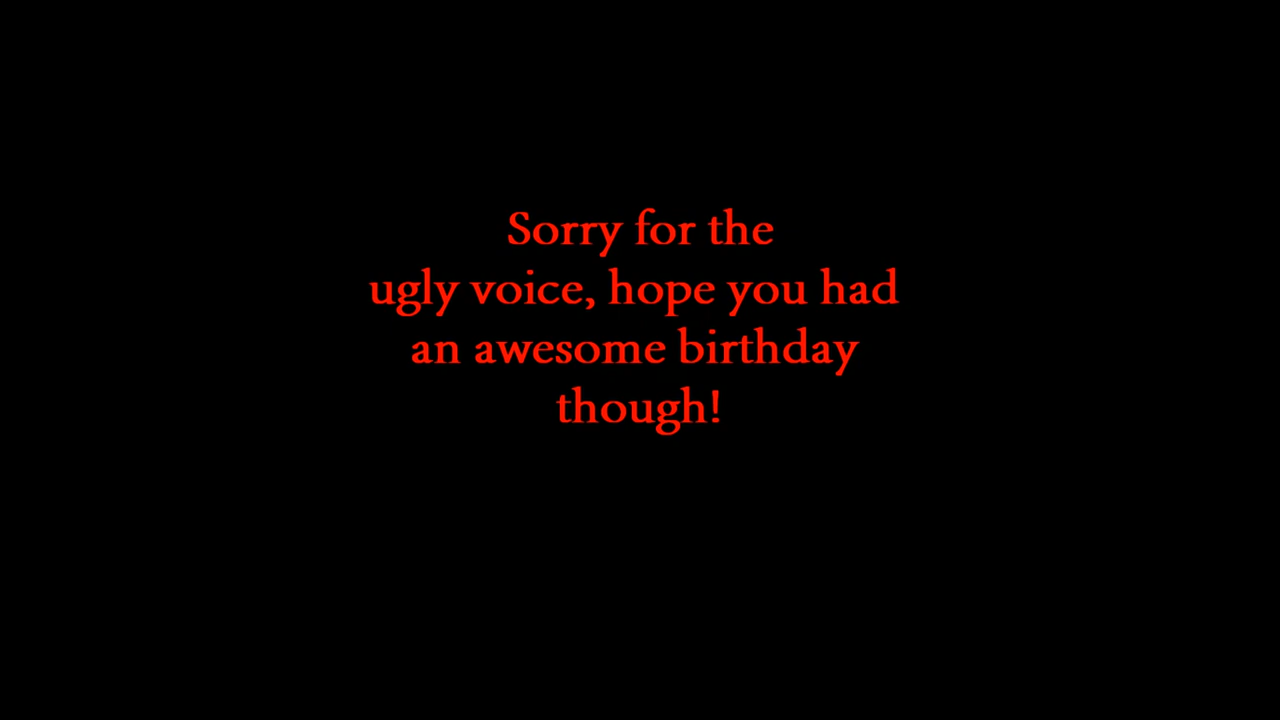 Sorry for the
ugly voice, hope you had
an awesome birthday
though!